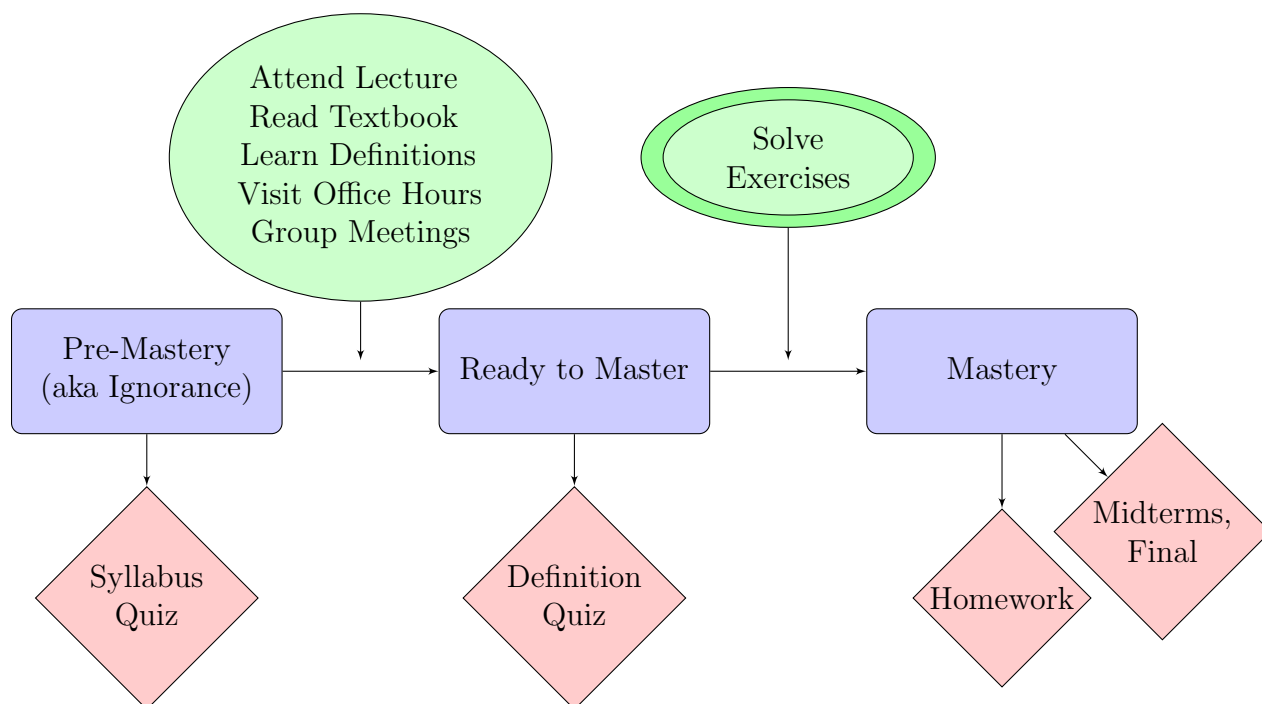 Attend Lecture
Read Textbook
Learn Definitions
Visit Office Hours
Group Meetings
Solve
Exercises
Pre-Mastery
(aka Ignorance)
Ready to Master
Mastery
Syllabus
Quiz
Definition
Quiz
Homework
Midterms,
Final